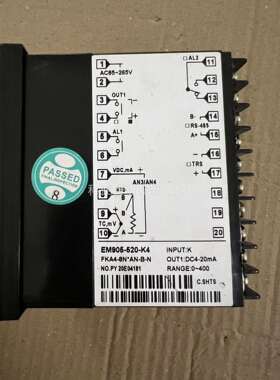 1
AC85~265V
2
3
OUT1
4
5
AL1
6
7
VDC,mA
AN3/AN4
8
RTD
B
9
A
TC,mV
10
B
A
AL2
11
12
13
B-
14
RS-485
A+
15
-
16
TRS
+
17
18
19
20
PASSED
8
EM905-520-K4
INPUT:K
FKA4-8N*AN-B-N
OUT1:DC4-20mA
NO.PY 20E04181
RANGE:0~400
C.SHTS